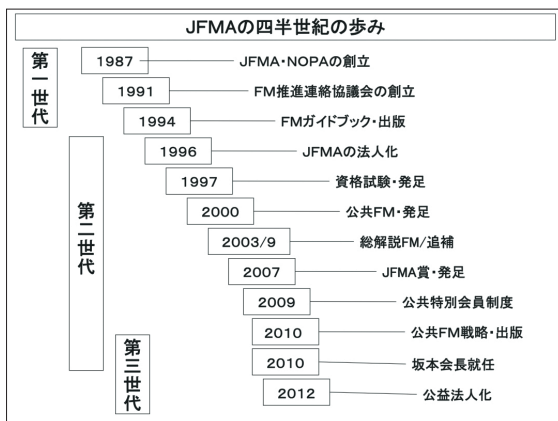 JFMAの四半世紀の歩み
第一世代
1987 JFMA・NOPAの創立
1991 FM推進連絡協議会の創立
1994 FMガイドブック・出版
第二世代
1996 JFMAの法人化
1997 資格試験・発足
2000 公共FM・発足
2003/9 総解説FM/追補
2007 JFMA賞・発足
2009 公共特別会員制度
2010 公共FM戦略・出版
第三世代
2010 坂本会長就任
2012 公益法人化